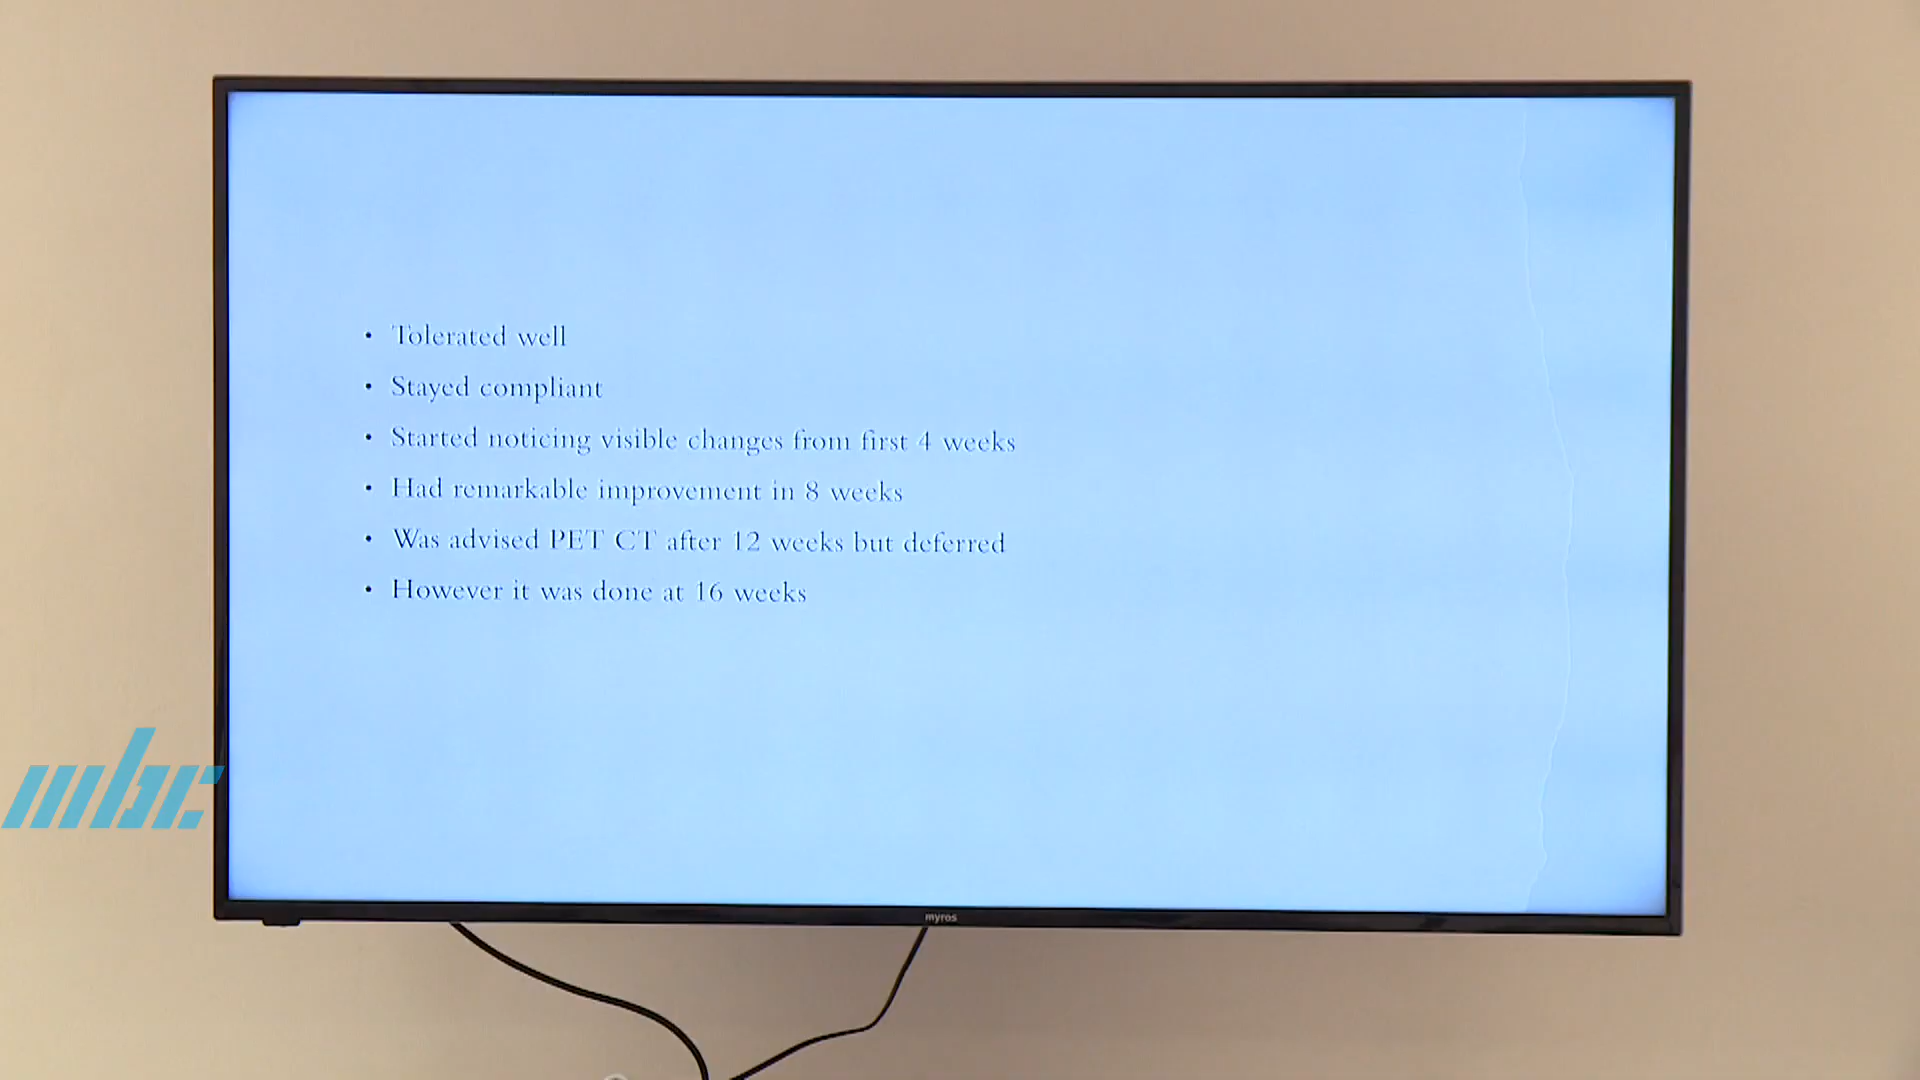 • Tolerated well
• Stayed compliant
• Started noticing visible changes from first 4 weeks
• Had remarkable improvement in 8 weeks
• Was advised PET CT after 12 weeks but deferred
• However it was done at 16 weeks
mbc
myros